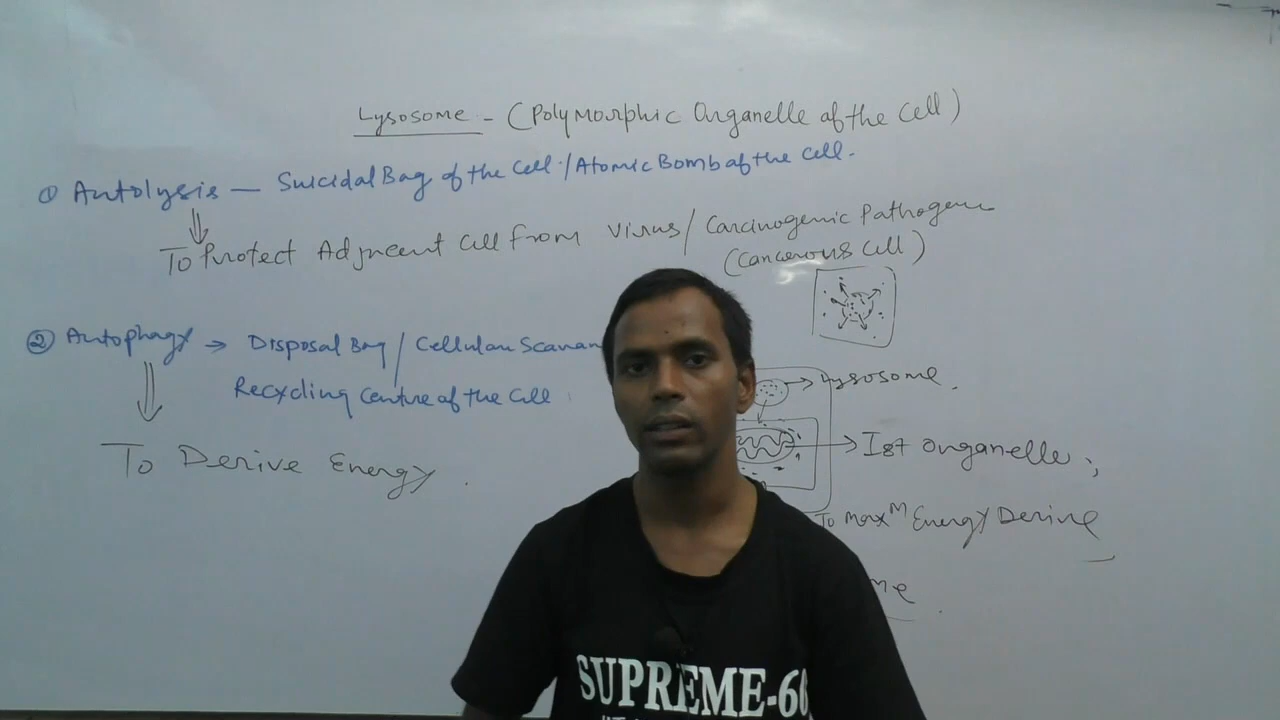 Lysosome - (Polymorphic Organelle of the Cell)
① Autolysis — Suicidal Bag of the Cell / Atomic Bomb of the Cell.
To Protect Adjacent Cell from Virus / Carcinogenic Pathogens
(Cancerous Cell)
② Autophagy → Disposal Bag / Cellular
Recycling Centre of the Cell
To Derive Energy.
Lysosome.
Ist Organelle
To Max^M Energy Derive
SUPREME-60